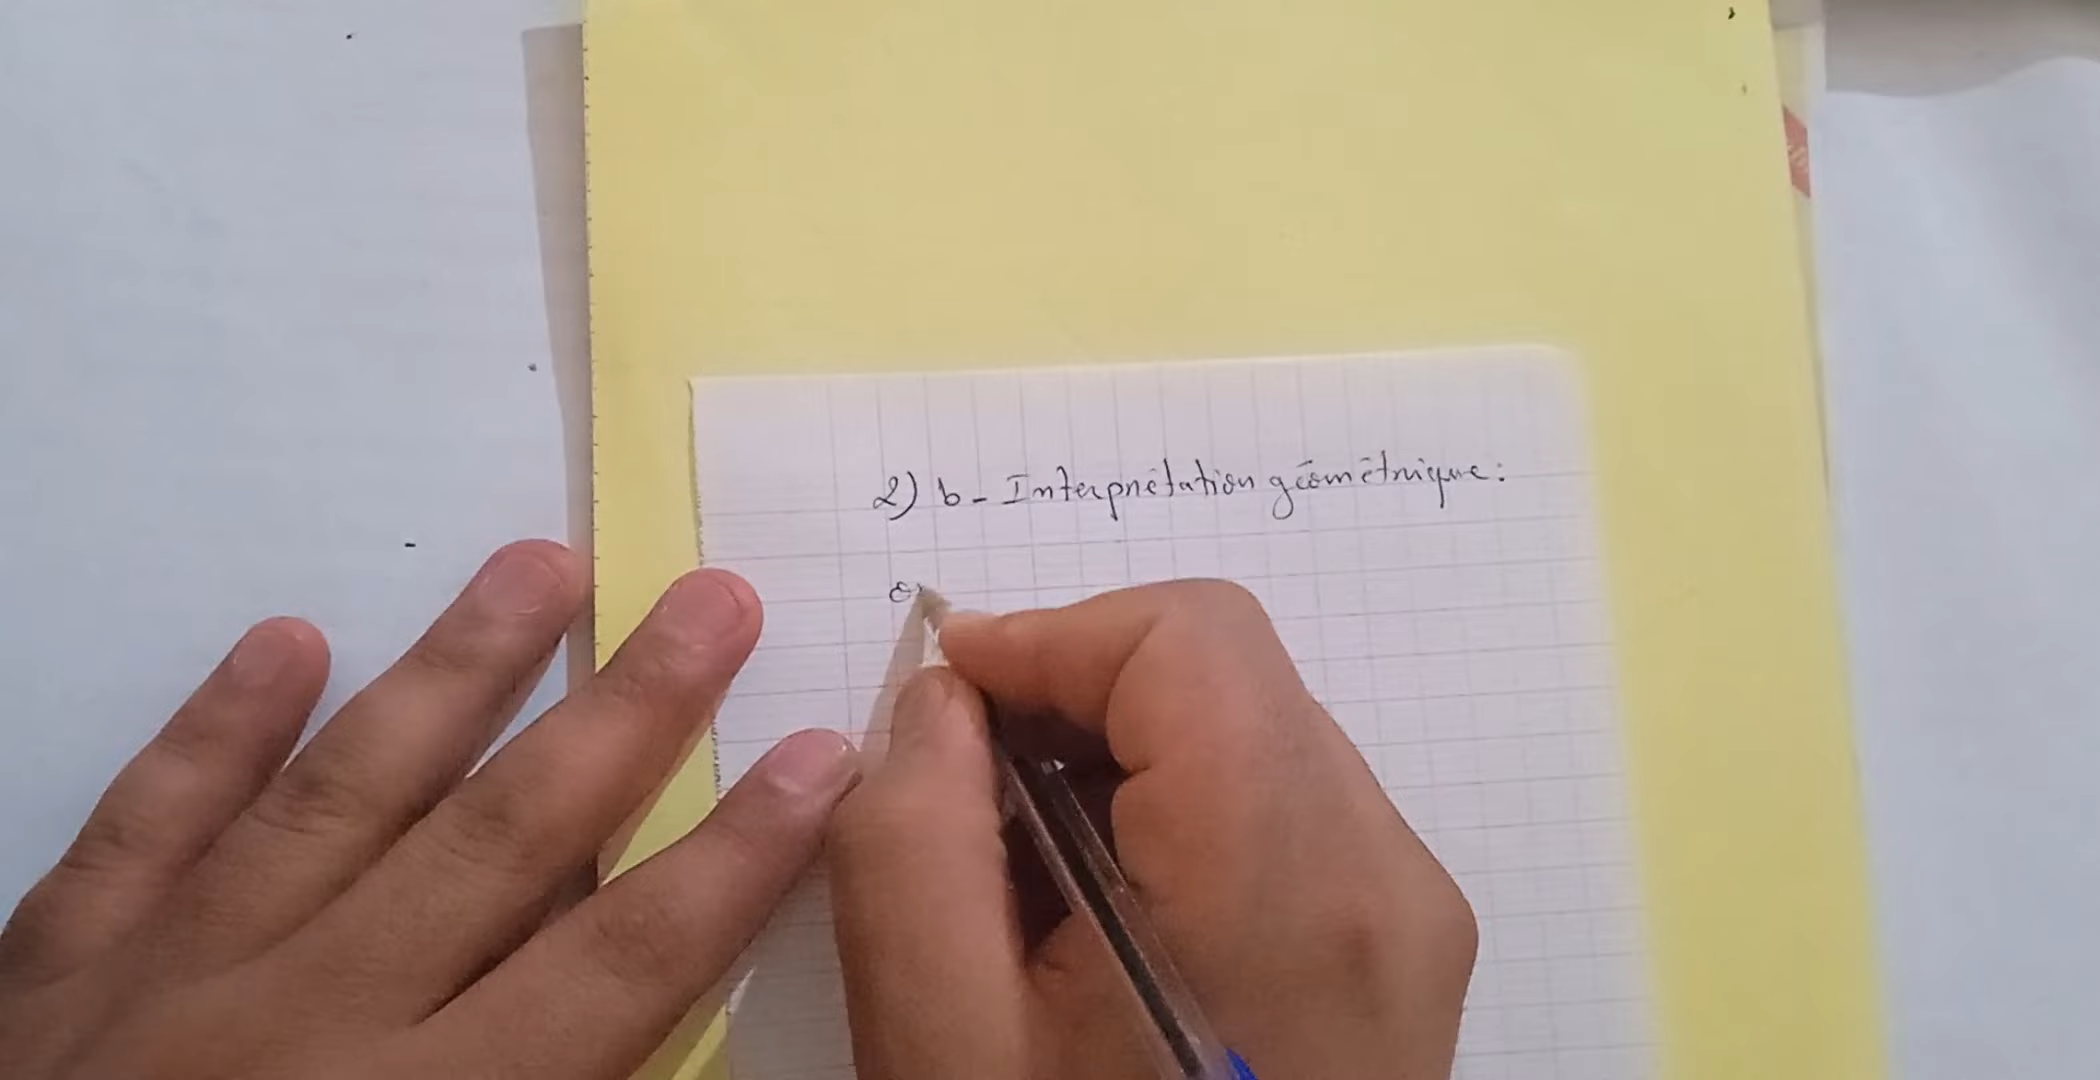 2) b - Interprétation géométrique :